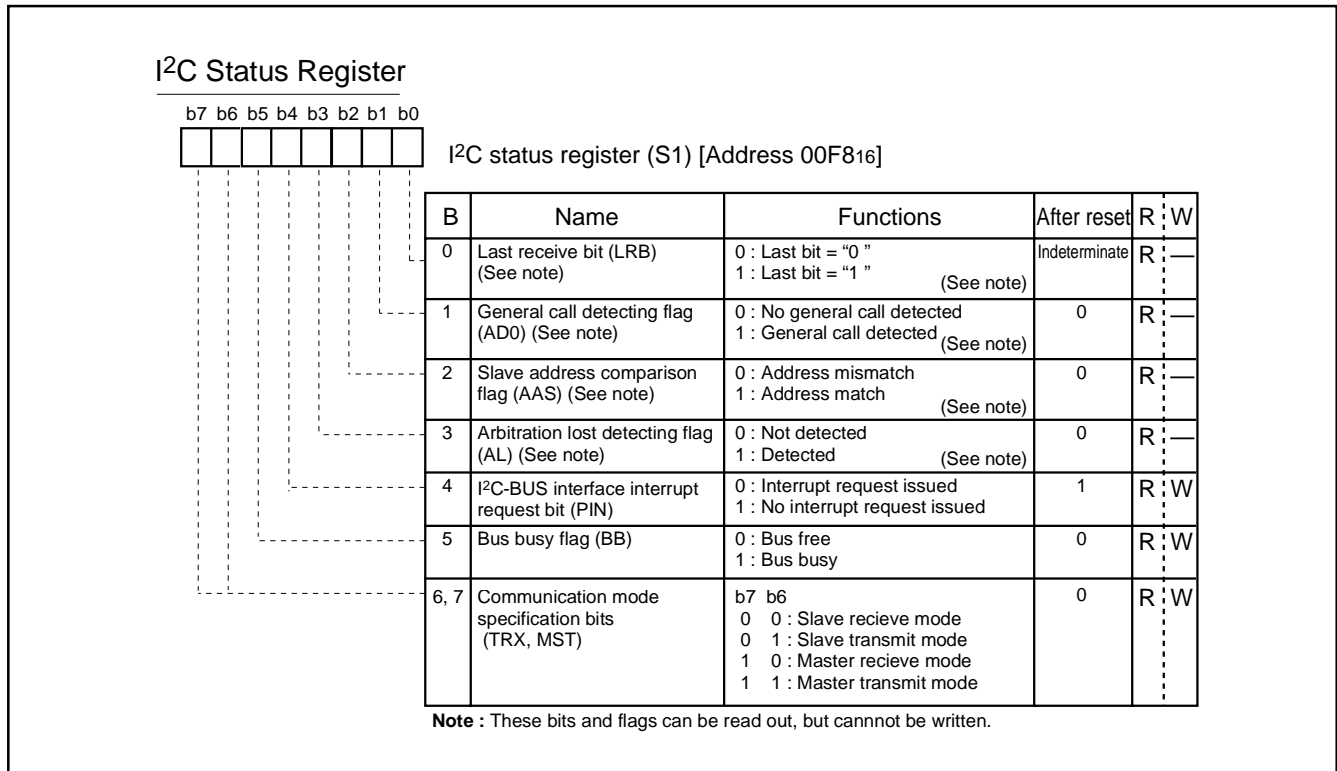 I2C Status Register
b7 b6 b5 b4 b3 b2 b1 b0
I2C status register (S1) [Address 00F816]
B Name Functions After reset R W
0 Last receive bit (LRB) 0 : Last bit = “0 ” Indeterminate R —
(See note) 1 : Last bit = “1 ”
(See note)
1 General call detecting flag 0 : No general call detected 0 R —
(AD0) (See note) 1 : General call detected (See note)
2 Slave address comparison 0 : Address mismatch 0 R —
flag (AAS) (See note) 1 : Address match
(See note)
3 Arbitration lost detecting flag 0 : Not detected 0 R —
(AL) (See note) 1 : Detected (See note)
4 I2C-BUS interface interrupt 0 : Interrupt request issued 1 R W
request bit (PIN) 1 : No interrupt request issued
5 Bus busy flag (BB) 0 : Bus free 0 R W
1 : Bus busy
6, 7 Communication mode b7 b6 0 R W
specification bits 0 0 : Slave recieve mode
(TRX, MST) 0 1 : Slave transmit mode
1 0 : Master recieve mode
1 1 : Master transmit mode
Note : These bits and flags can be read out, but cannnot be written.